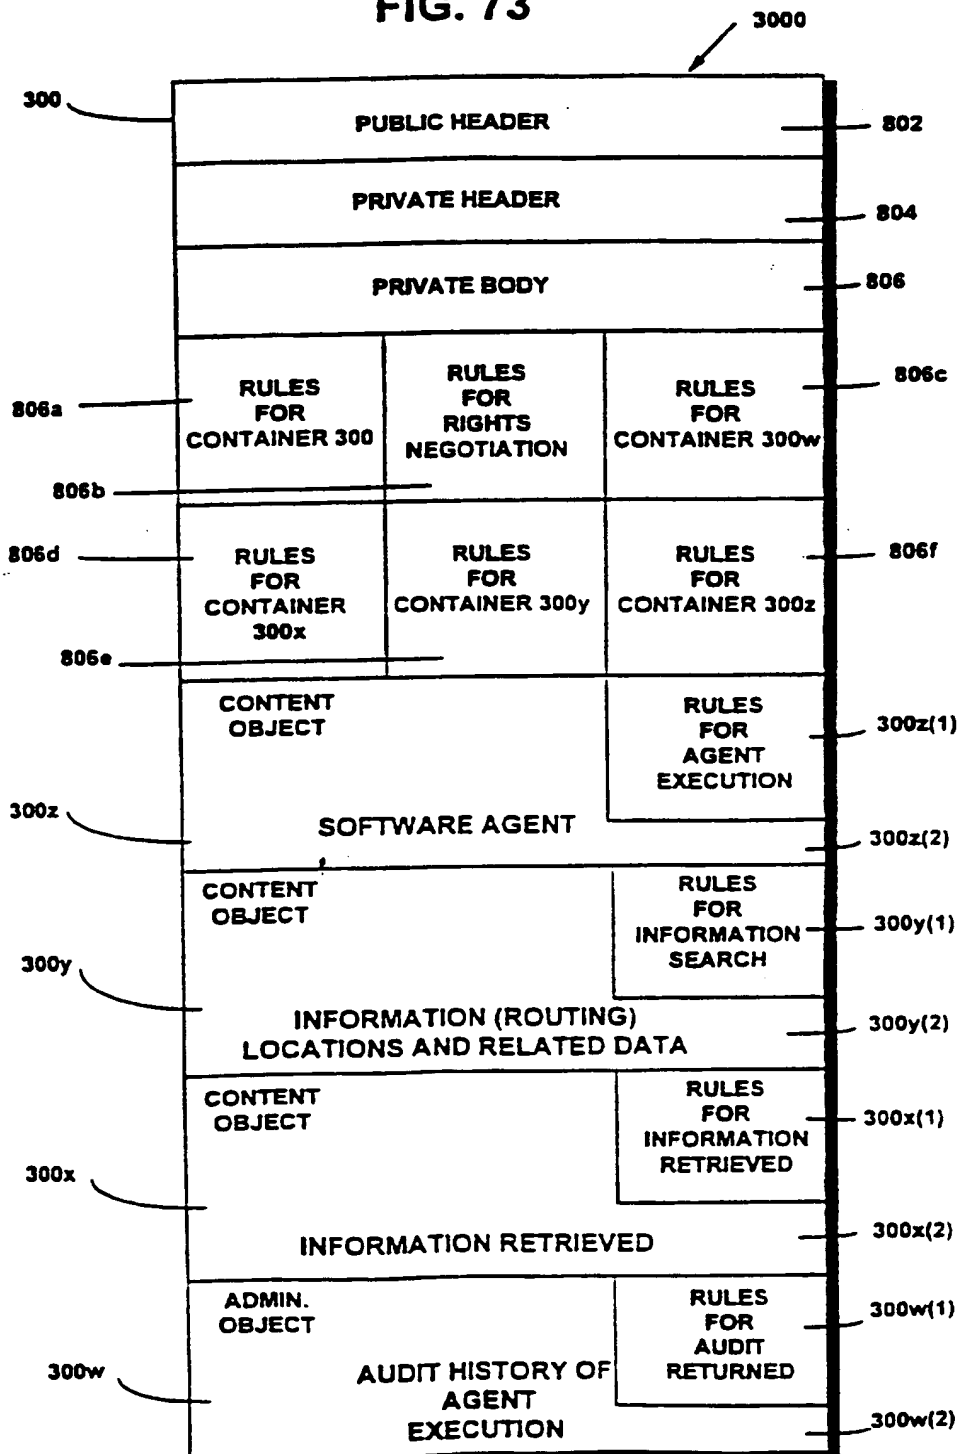 FIG. 73
3000
300
PUBLIC HEADER
802
PRIVATE HEADER
804
PRIVATE BODY
806
806a
RULES
FOR
CONTAINER 300
RULES
FOR
RIGHTS
NEGOTIATION
RULES
FOR
CONTAINER 300w
806c
806b
806d
RULES
FOR
CONTAINER
300x
RULES
FOR
CONTAINER 300y
RULES
FOR
CONTAINER 300z
806f
806e
CONTENT
OBJECT
RULES
FOR
AGENT
EXECUTION
300z(1)
300z
SOFTWARE AGENT
300z(2)
CONTENT
OBJECT
RULES
FOR
INFORMATION
SEARCH
300y(1)
300y
INFORMATION (ROUTING)
LOCATIONS AND RELATED DATA
300y(2)
CONTENT
OBJECT
RULES
FOR
INFORMATION
RETRIEVED
300x(1)
300x
INFORMATION RETRIEVED
300x(2)
ADMIN.
OBJECT
RULES
FOR
AUDIT
RETURNED
300w(1)
300w
AUDIT HISTORY OF
AGENT
EXECUTION
300w(2)